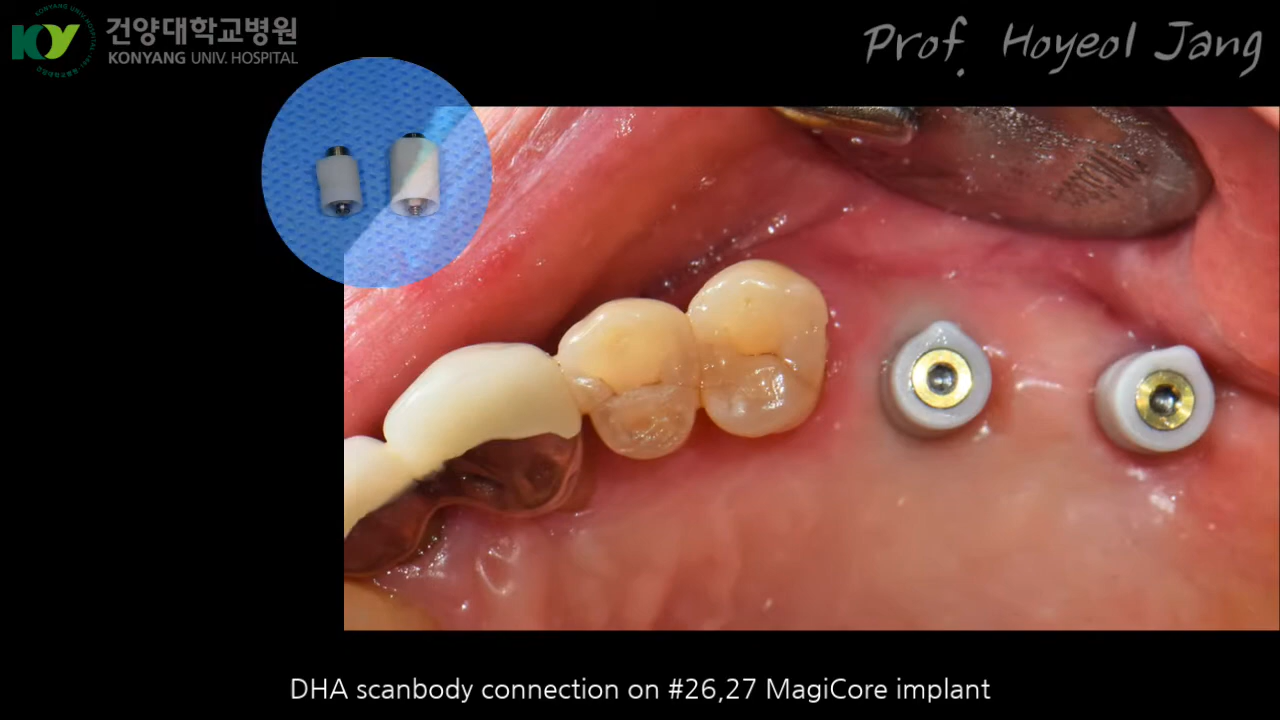 건양대학교병원
KONYANG UNIV. HOSPITAL
Prof. Hoyeol Jang
DHA scanbody connection on #26,27 MagiCore implant